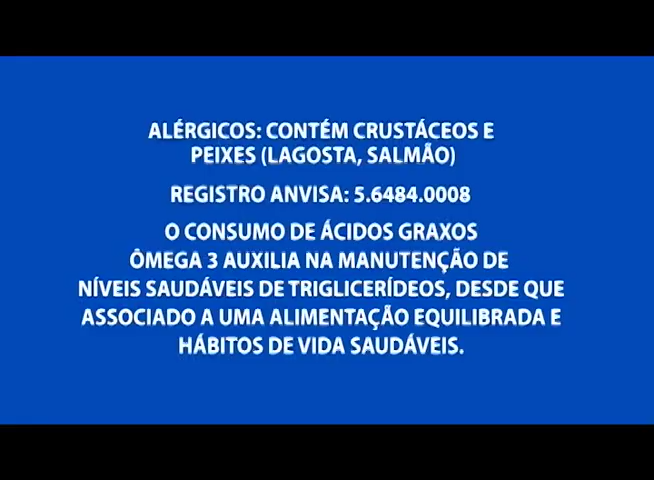 ALÉRGICOS: CONTÉM CRUSTÁCEOS E
PEIXES (LAGOSTA, SALMÃO)
REGISTRO ANVISA: 5.6484.0008
O CONSUMO DE ÁCIDOS GRAXOS
ÔMEGA 3 AUXILIA NA MANUTENÇÃO DE
NÍVEIS SAUDÁVEIS DE TRIGLICERÍDEOS, DESDE QUE
ASSOCIADO A UMA ALIMENTAÇÃO EQUILIBRADA E
HÁBITOS DE VIDA SAUDÁVEIS.